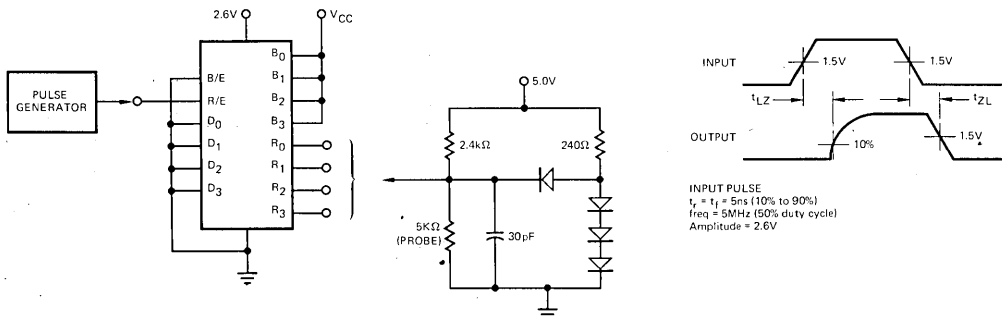 2.6V
V_CC
PULSE
GENERATOR
B/E
R/E
D0
D1
D2
D3
B0
B1
B2
B3
R0
R1
R2
R3
5.0V
2.4kΩ
240Ω
5KΩ
(PROBE)
30pF
INPUT
1.5V
1.5V
tLZ
tZL
OUTPUT
10%
1.5V
INPUT PULSE
tr = tf = 5ns (10% to 90%)
freq = 5MHz (50% duty cycle)
Amplitude = 2.6V